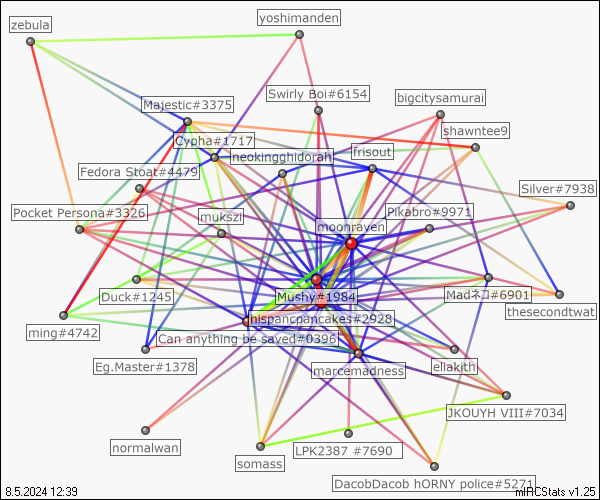 zebula
yoshimanden
Swirly Boi#6154
bigcitysamurai
Majestic#3375
shawntee9
Cypha#1717
neokingghidorah
frisout
Fedora Stoat#4479
Silver#7938
Pocket Persona#3326
mukszi
moonraven
Pikabro#9971
Duck#1245
Mushy#1984
Madネコ#6901
thesecondtwat
hispanicpancakes#2928
ming#4742
Can anything be saved#0396
Eg.Master#1378
marcemadness
eliakith
JKOUYH VIII#7034
normalwan
somass
LPK2387 #7690
DacobDacob hORNY police#5271
8.5.2024 12:39
mIRCStats v1.25